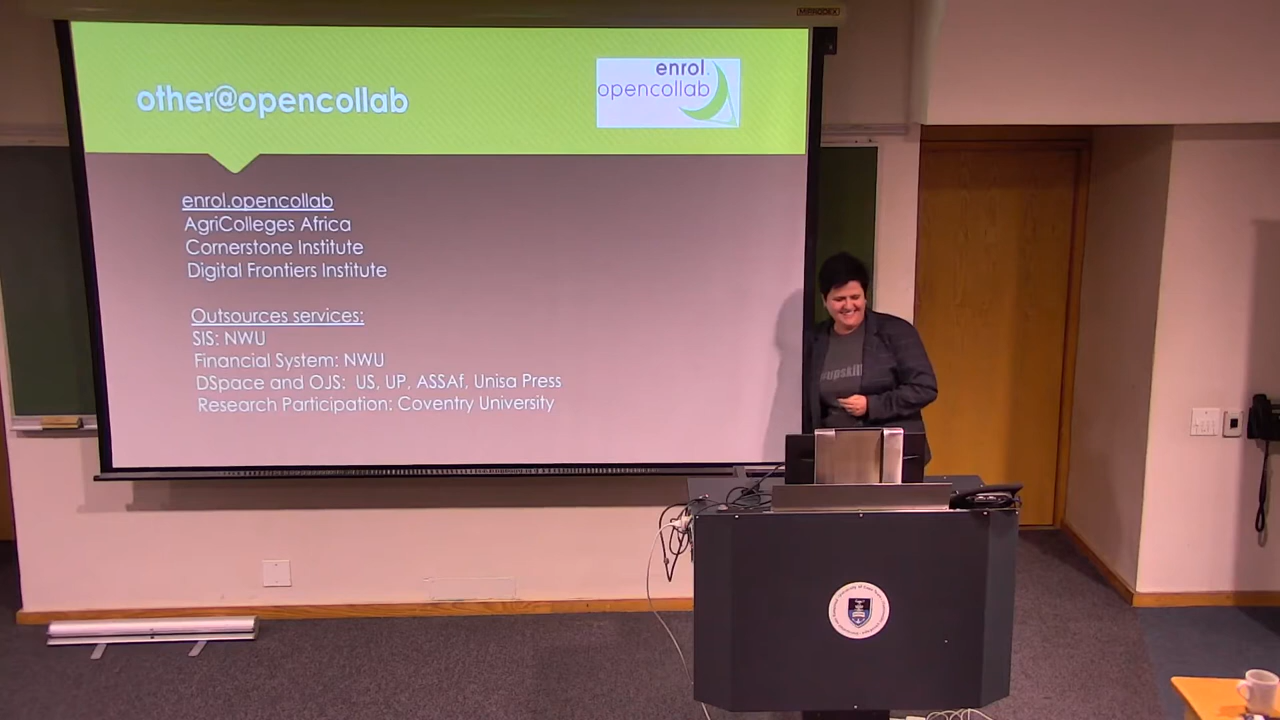 other@opencollab
enrol.
opencollab
enrol.opencollab
AgriColleges Africa
Cornerstone Institute
Digital Frontiers Institute
Outsources services:
SIS: NWU
Financial System: NWU
DSpace and OJS:  US, UP, ASSAf, Unisa Press
Research Participation: Coventry University
#upskill